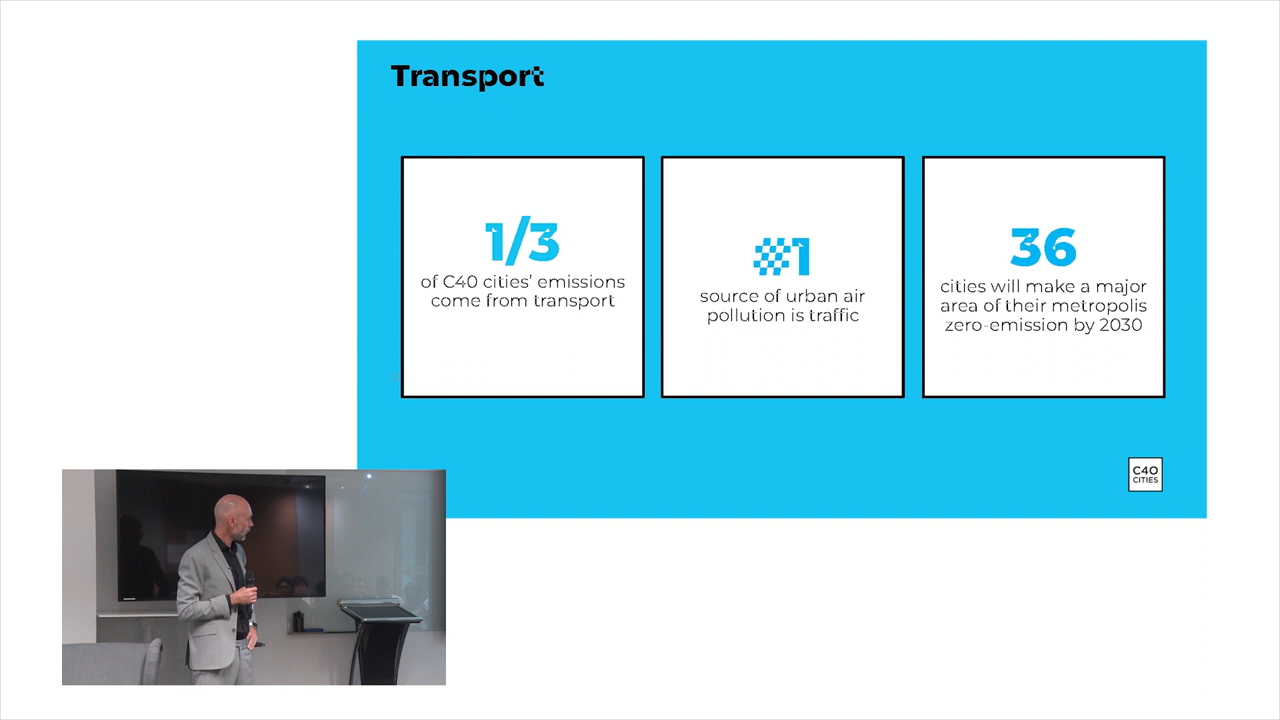 Transport
1/3
of C40 cities’ emissions
come from transport
#1
source of urban air
pollution is traffic
36
cities will make a major
area of their metropolis
zero-emission by 2030
C40
CITIES